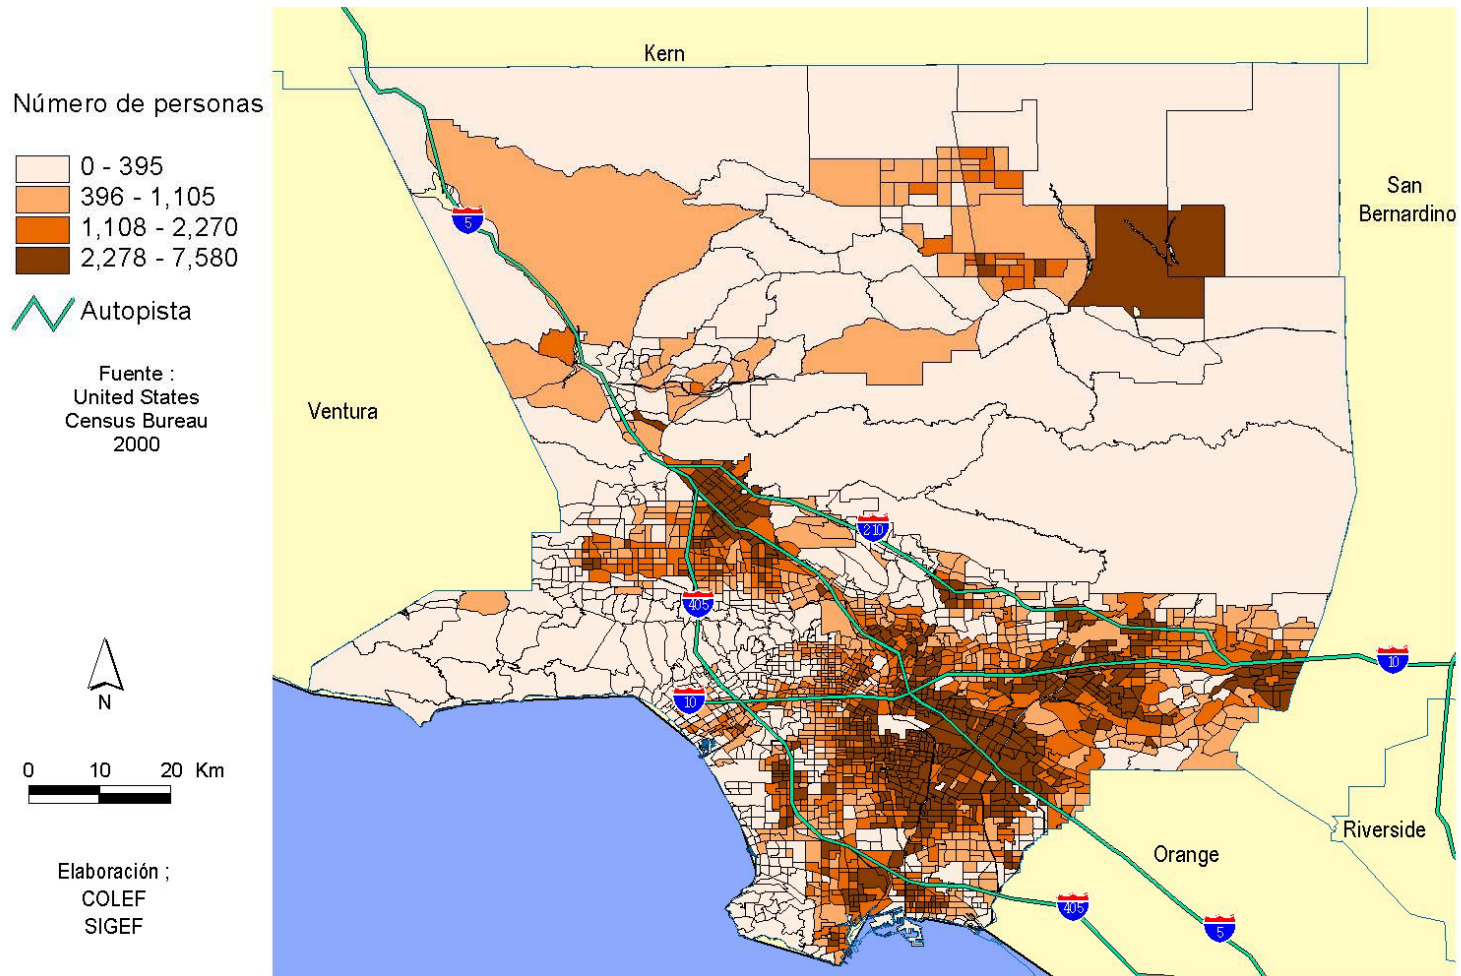 Número de personas
0 - 395
396 - 1,105
1,108 - 2,270
2,278 - 7,580
Autopista
Fuente :
United States
Census Bureau
2000
N
0 10 20 Km
Elaboración ;
COLEF
SIGEF
Kern
San
Bernardino
5
Ventura
210
405
10
10
Riverside
Orange
405
5